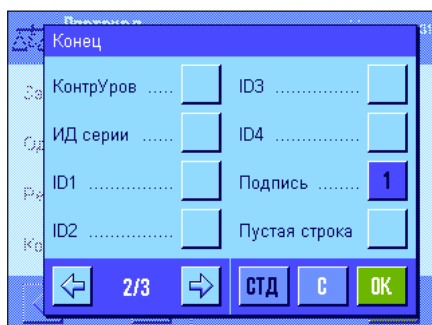 Конец
КонтрУров .....
ИД серии ......
ID1 ................
ID2 ................
ID3 ................
ID4 ................
Подпись ........ 1
Пустая строка
2/3
СТД
C
OK